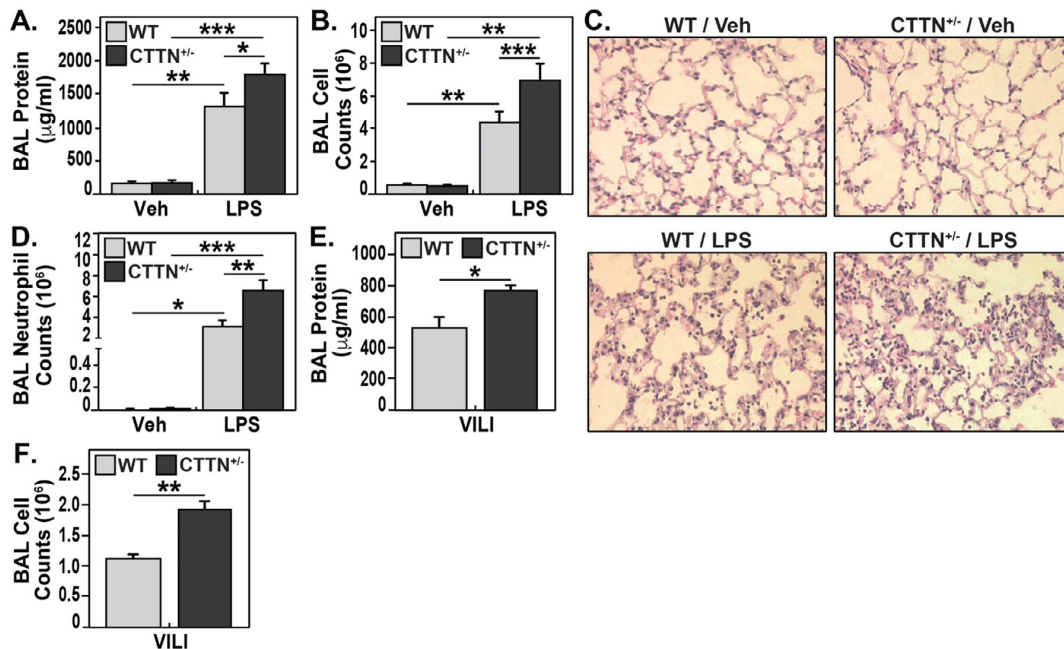 A.
WT
CTTN+/-
***
*
**
BAL Protein
(μg/ml)
2500
2000
1500
1000
500
0
Veh LPS
B.
WT
CTTN+/-
**
***
**
BAL Cell
Counts (10⁶)
10
8
6
4
2
0
Veh LPS
C.
WT / Veh
CTTN+/- / Veh
WT / LPS
CTTN+/- / LPS
D.
WT
CTTN+/-
***
**
*
BAL Neutrophil
Counts (10⁶)
12
10
8
6
4
2
0.4
0.2
0
Veh LPS
E.
WT CTTN+/-
*
BAL Protein
(μg/ml)
1000
800
600
400
200
0
VILI
F.
WT CTTN+/-
**
BAL Cell
Counts (10⁶)
2.5
2.0
1.5
1.0
0.5
0
VILI